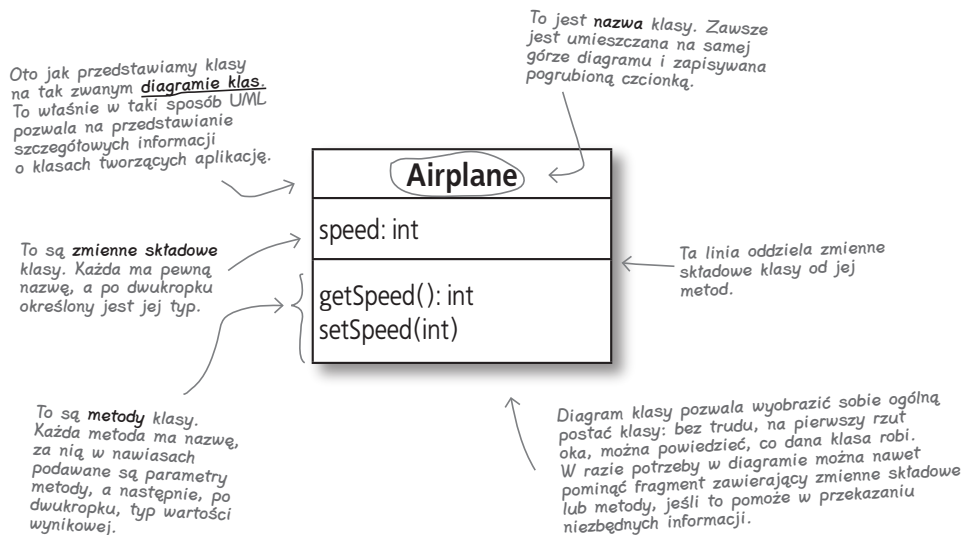 To jest nazwa klasy. Zawsze
jest umieszczana na samej
górze diagramu i zapisywana
pogrubioną czcionką.
Oto jak przedstawiamy klasy
na tak zwanym diagramie klas.
To właśnie w taki sposób UML
pozwala na przedstawianie
szczegółowych informacji
o klasach tworzących aplikację.
Airplane
speed: int
getSpeed(): int
setSpeed(int)
To są zmienne składowe
klasy. Każda ma pewną
nazwę, a po dwukropku
określony jest jej typ.
Ta linia oddziela zmienne
składowe klasy od jej
metod.
To są metody klasy.
Każda metoda ma nazwę,
za nią w nawiasach
podawane są parametry
metody, a następnie, po
dwukropku, typ wartości
wynikowej.
Diagram klasy pozwala wyobrazić sobie ogólną
postać klasy: bez trudu, na pierwszy rzut
oka, można powiedzieć, co dana klasa robi.
W razie potrzeby w diagramie można nawet
pominąć fragment zawierający zmienne składowe
lub metody, jeśli to pomoże w przekazaniu
niezbędnych informacji.